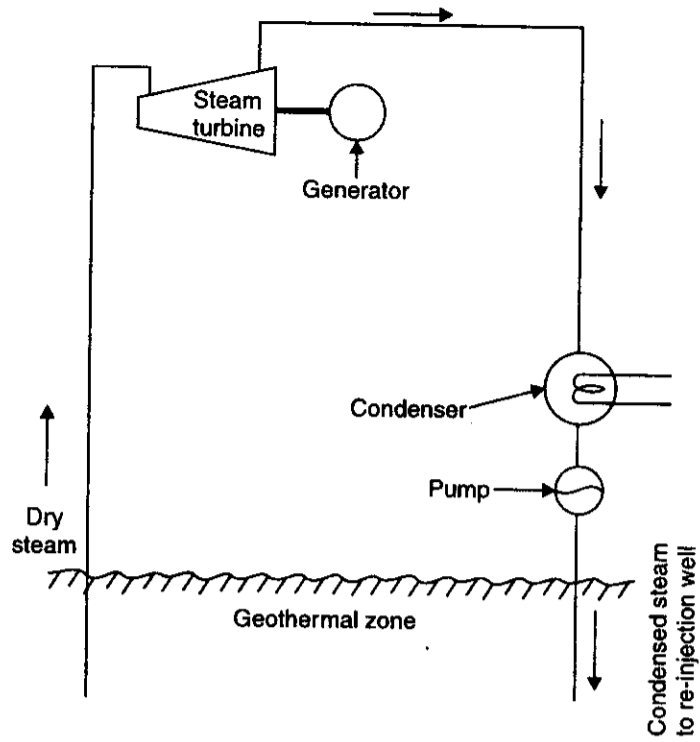 Steam
turbine
Generator
Condenser
Pump
Dry
steam
Geothermal zone
Condensed steam
to re-injection well